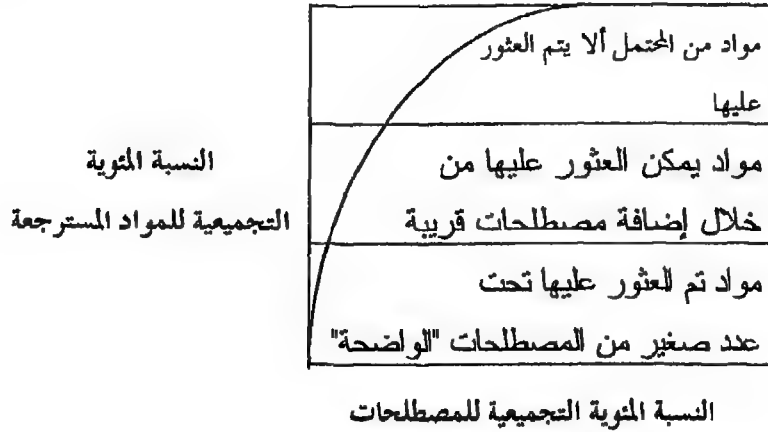 مواد من المحتمل ألا يتم العثور
عليها
مواد يمكن العثور عليها من
خلال إضافة مصطلحات قريبة
مواد تم العثور عليها تحت
عدد صغير من المصطلحات "الواضحة"
النسبة المئوية
التجميعية للمواد المسترجعة
النسبة المئوية التجميعية للمصطلحات